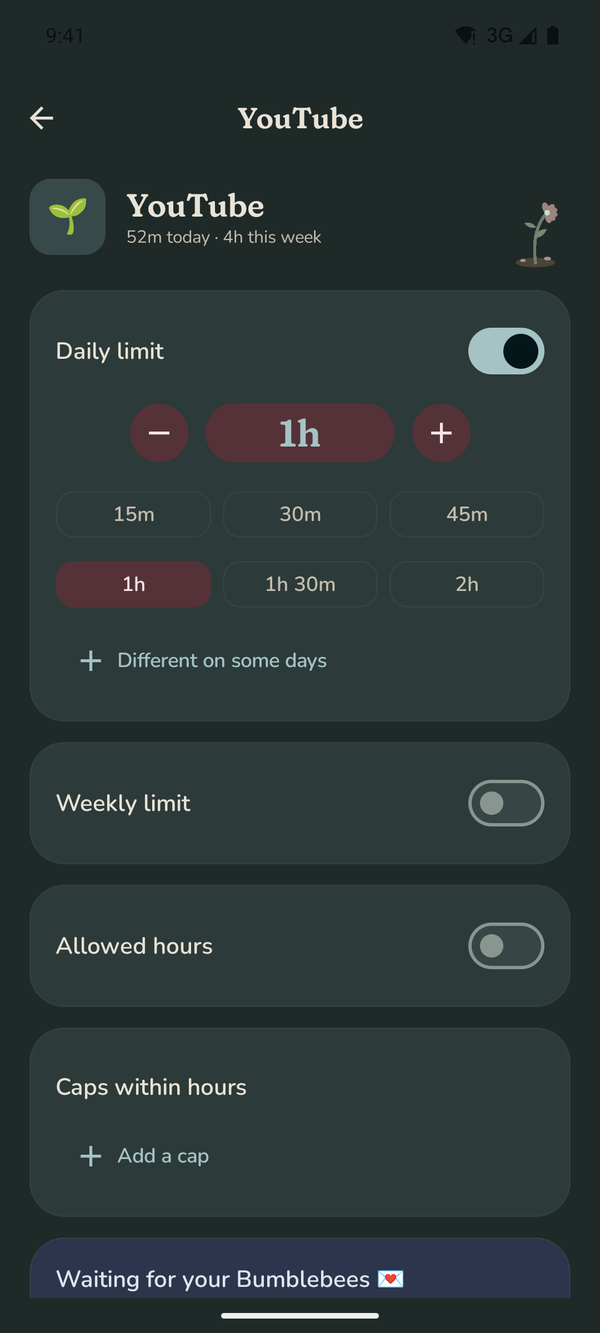 9:41
3G
YouTube
YouTube
52m today · 4h this week
Daily limit
1h
15m
30m
45m
1h
1h 30m
2h
Different on some days
Weekly limit
Allowed hours
Caps within hours
Add a cap
Waiting for your Bumblebees 💌